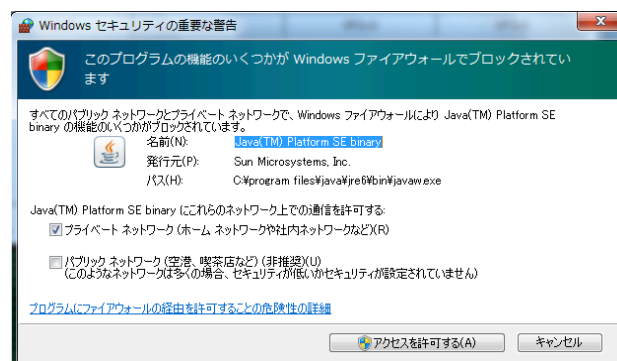 Windows セキュリティの重要な警告
このプログラムの機能のいくつかが Windows ファイアウォールでブロックされてい
ます
すべてのパブリック ネットワークとプライベート ネットワークで、Windows ファイアウォールにより Java(TM) Platform SE
binary の機能のいくつかがブロックされています。
名前(N): Java(TM) Platform SE binary
発行元(P): Sun Microsystems, Inc.
パス(H): C:¥program files¥java¥jre6¥bin¥javaw.exe
Java(TM) Platform SE binary にこれらのネットワーク上での通信を許可する:
プライベート ネットワーク (ホーム ネットワークや社内ネットワークなど)(R)
パブリック ネットワーク (空港、喫茶店など) (非推奨)(U)
(このようなネットワークは多くの場合、セキュリティが低いかセキュリティが設定されていません)
プログラムにファイアウォールの経由を許可することの危険性の詳細
アクセスを許可する(A) キャンセル